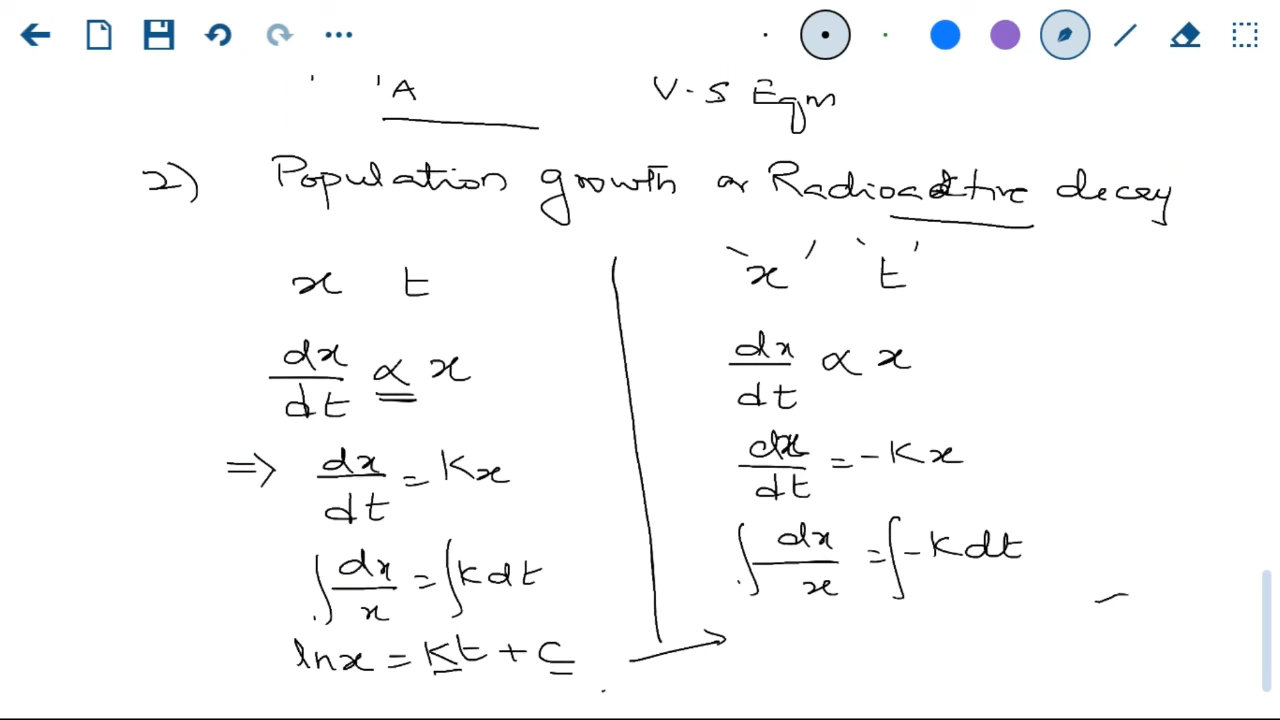 'A
V-S Eqm
2) Population growth or Radioactive decay
x t
dx/dt ∝ x
=> dx/dt = Kx
∫ dx/x = ∫ K dt
ln x = Kt + C
'x' 't'
dx/dt ∝ x
dx/dt = -Kx
∫ dx/x = ∫ -K dt